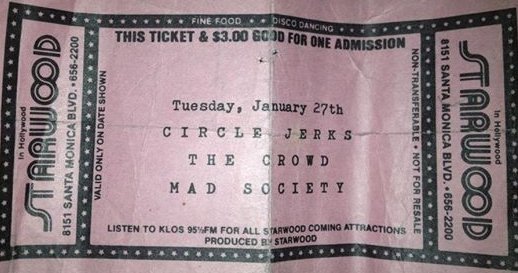 FINE FOOD DISCO DANCING
THIS TICKET & $3.00 GOOD FOR ONE ADMISSION
In Hollywood
STARWOOD
8151 SANTA MONICA BLVD. • 656-2200
VALID ONLY ON DATE SHOWN
Tuesday, January 27th
CIRCLE JERKS
THE CROWD
MAD SOCIETY
LISTEN TO KLOS 95½FM FOR ALL STARWOOD COMING ATTRACTIONS
PRODUCED BY STARWOOD
NON-TRANSFERABLE • NOT FOR RESALE
In Hollywood
STARWOOD
8151 SANTA MONICA BLVD. • 656-2200